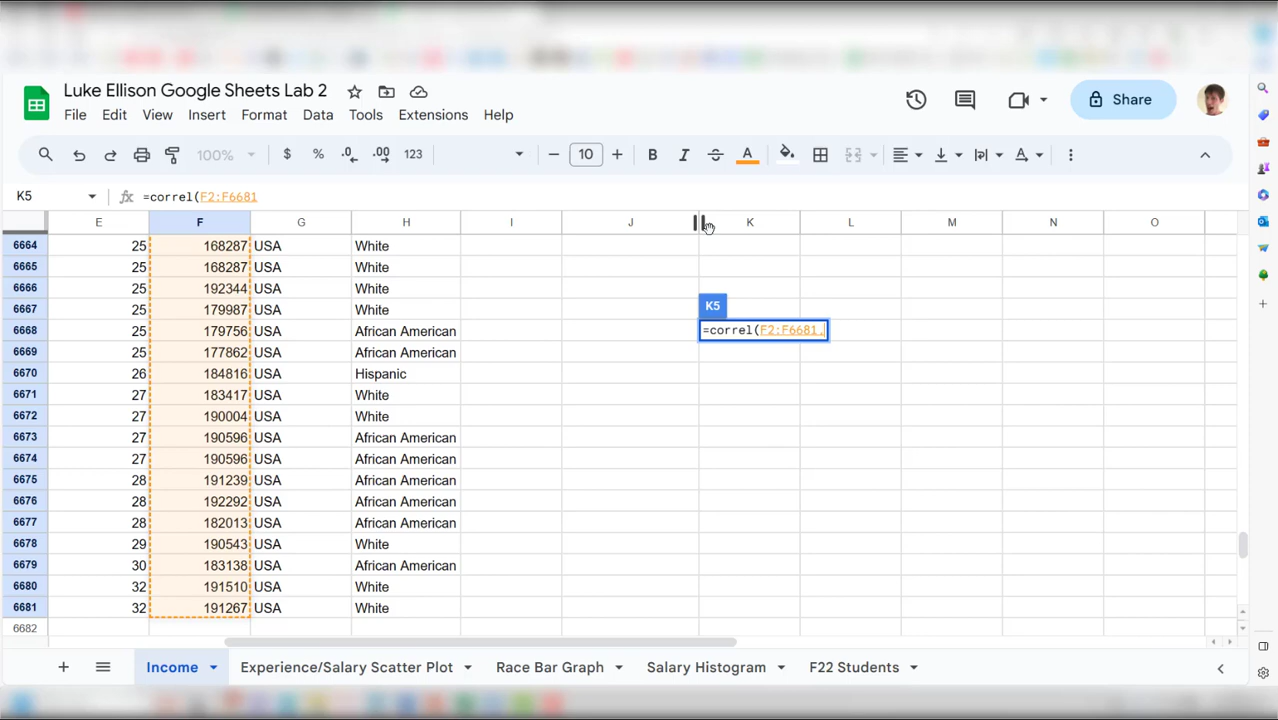 Luke Ellison Google Sheets Lab 2
File Edit View Insert Format Data Tools Extensions Help
Share
100% $ % .0 .00 123 10 B I S A
K5 =correl(F2:F6681
E F G H I J K L M N O
6664 25 168287 USA White
6665 25 168287 USA White
6666 25 192344 USA White
6667 25 179987 USA White
K5
6668 25 179756 USA African American =correl(F2:F6681,
6669 25 177862 USA African American
6670 26 184816 USA Hispanic
6671 27 183417 USA White
6672 27 190004 USA White
6673 27 190596 USA African American
6674 27 190596 USA African American
6675 28 191239 USA African American
6676 28 192292 USA African American
6677 28 182013 USA African American
6678 29 190543 USA White
6679 30 183138 USA African American
6680 32 191510 USA White
6681 32 191267 USA White
6682
Income Experience/Salary Scatter Plot Race Bar Graph Salary Histogram F22 Students